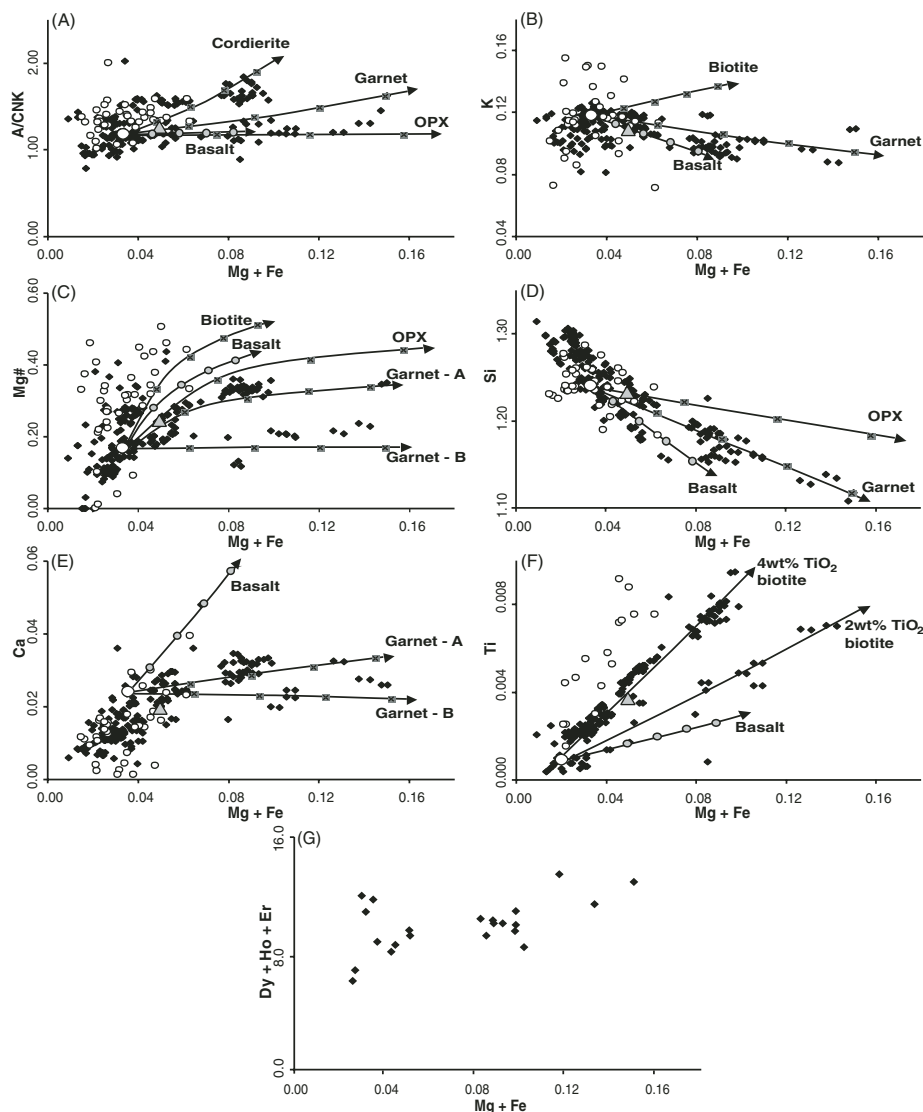 (A)
A/CNK
2.00
1.00
0.00
Cordierite
Garnet
OPX
Basalt
0.00 0.04 0.08 0.12 0.16
Mg + Fe
(B)
K
0.16
0.12
0.08
0.04
Biotite
Garnet
Basalt
0.00 0.04 0.08 0.12 0.16
Mg + Fe
(C)
Mg#
0.60
0.40
0.20
0.00
Biotite
Basalt
OPX
Garnet - A
Garnet - B
0.00 0.04 0.08 0.12 0.16
Mg + Fe
(D)
Si
1.30
1.20
1.10
OPX
Garnet
Basalt
0.00 0.04 0.08 0.12 0.16
Mg + Fe
(E)
Ca
0.06
0.04
0.02
0.00
Basalt
Garnet - A
Garnet - B
0.00 0.04 0.08 0.12 0.16
Mg + Fe
(F)
Ti
0.008
0.004
0.000
4wt% TiO2
biotite
2wt% TiO2
biotite
Basalt
0.00 0.04 0.08 0.12 0.16
Mg + Fe
(G)
Dy + Ho + Er
16.0
8.0
0.0
0.00 0.04 0.08 0.12 0.16
Mg + Fe